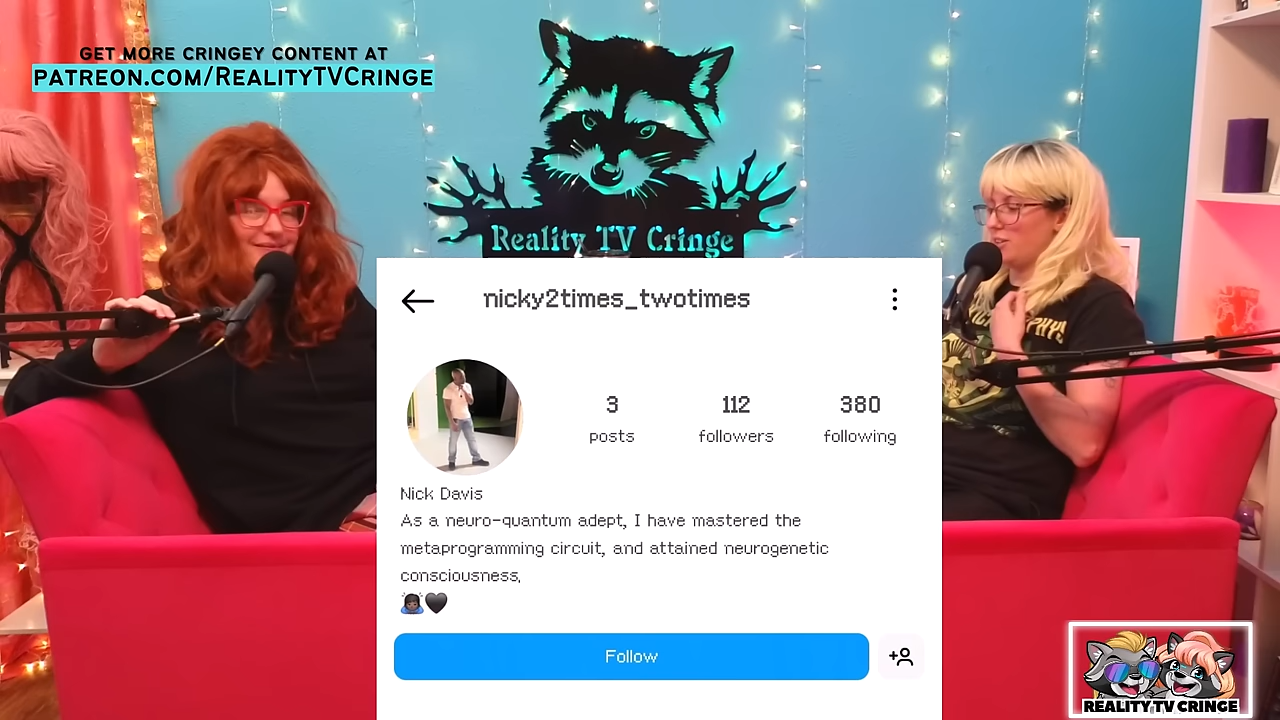 GET MORE CRINGEY CONTENT AT
PATREON.COM/REALITYTVCRINGE
Reality TV Cringe
nicky2times_twotimes
3
112
380
posts
followers
following
Nick Davis
As a neuro-quantum adept, I have mastered the
metaprogramming circuit, and attained neurogenetic
consciousness.
Follow
REALITY TV CRINGE